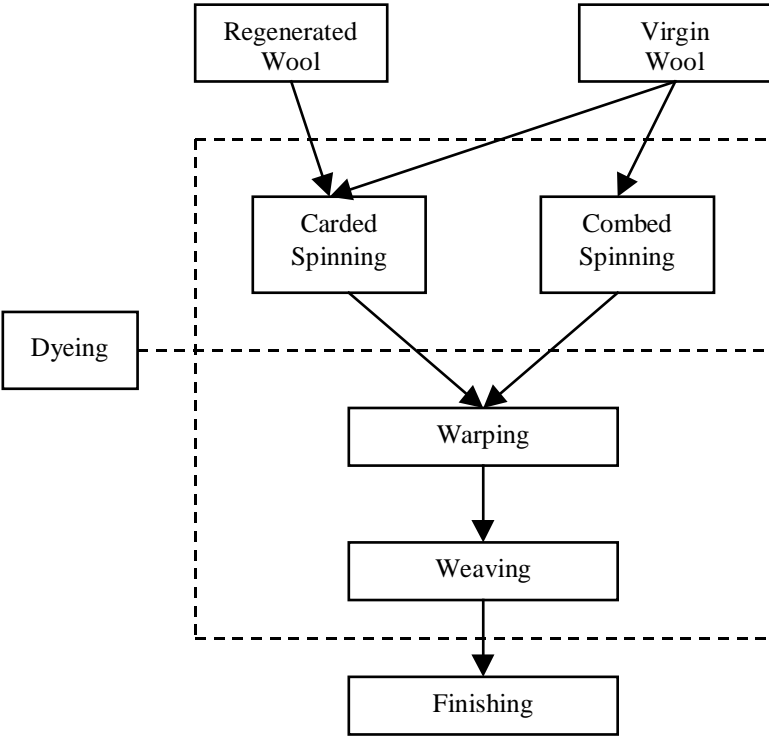 Regenerated
Wool
Virgin
Wool
Carded
Spinning
Combed
Spinning
Dyeing
Warping
Weaving
Finishing